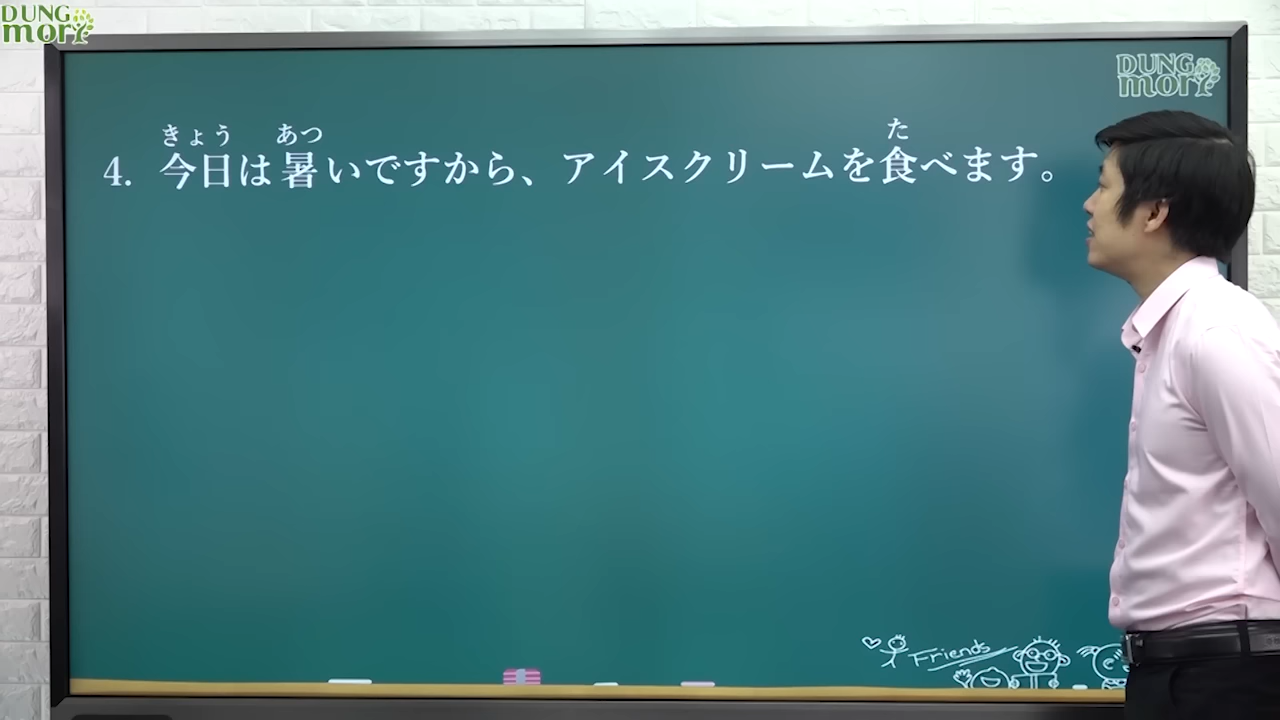 DUNG
mori
DUNG
mori
きょう あつ た
4. 今日は暑いですから、アイスクリームを食べます。
Friends